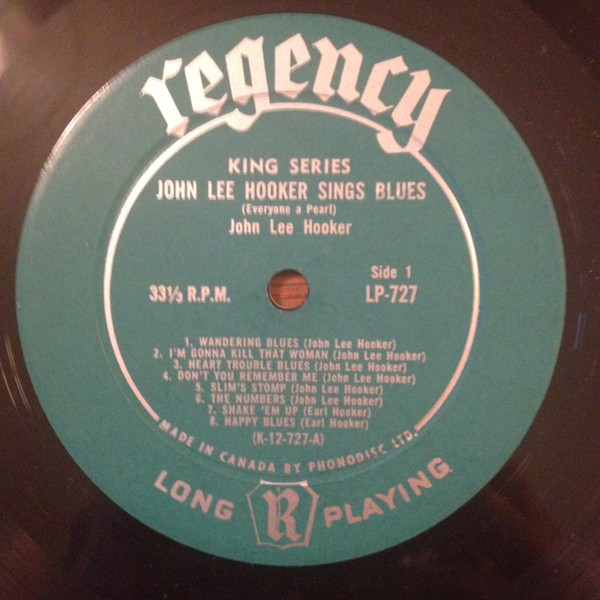 regency
KING SERIES
JOHN LEE HOOKER SINGS BLUES
(Everyone a Pearl)
John Lee Hooker
Side 1
33⅓ R.P.M.
LP-727
1. WANDERING BLUES (John Lee Hooker)
2. I'M GONNA KILL THAT WOMAN (John Lee Hooker)
3. HEART TROUBLE BLUES (John Lee Hooker)
4. DON'T YOU REMEMBER ME (John Lee Hooker)
5. SLIM'S STOMP (John Lee Hooker)
6. THE NUMBERS (John Lee Hooker)
7. SHAKE 'EM UP (Earl Hooker)
8. HAPPY BLUES (Earl Hooker)
(K-12-727-A)
MADE IN CANADA BY PHONODISC LTD.
LONG R PLAYING